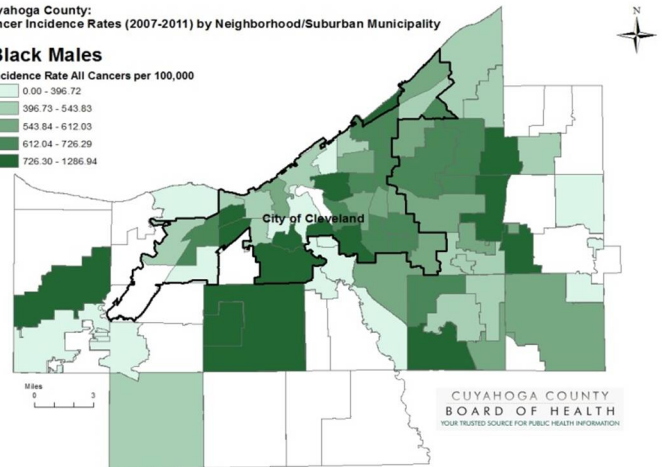 yahoga County:
ncer Incidence Rates (2007-2011) by Neighborhood/Suburban Municipality
Black Males
cidence Rate All Cancers per 100,000
0.00 - 396.72
396.73 - 543.83
543.84 - 612.03
612.04 - 726.29
726.30 - 1286.94
N
City of Cleveland
Miles
0 3
CUYAHOGA COUNTY
BOARD OF HEALTH
YOUR TRUSTED SOURCE FOR PUBLIC HEALTH INFORMATION